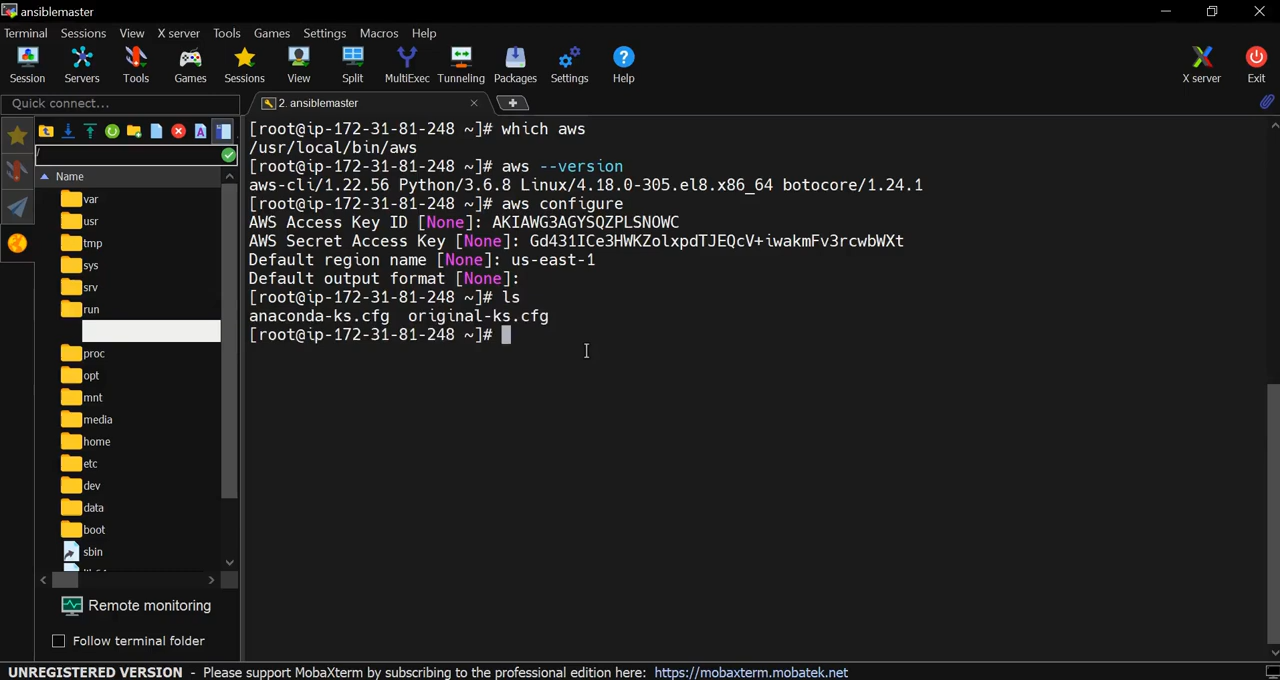 ansiblemaster
Terminal Sessions View X server Tools Games Settings Macros Help
Session Servers Tools Games Sessions View Split MultiExec Tunneling Packages Settings Help X server Exit
Quick connect...
2. ansiblemaster
/
Name
var
usr
tmp
sys
srv
run
proc
opt
mnt
media
home
etc
dev
data
boot
sbin
Remote monitoring
Follow terminal folder
[root@ip-172-31-81-248 ~]# which aws
/usr/local/bin/aws
[root@ip-172-31-81-248 ~]# aws --version
aws-cli/1.22.56 Python/3.6.8 Linux/4.18.0-305.el8.x86_64 botocore/1.24.1
[root@ip-172-31-81-248 ~]# aws configure
AWS Access Key ID [None]: AKIAWG3AGYSQZPLSNOWC
AWS Secret Access Key [None]: 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
Default region name [None]: us-east-1
Default output format [None]:
[root@ip-172-31-81-248 ~]# ls
anaconda-ks.cfg original-ks.cfg
[root@ip-172-31-81-248 ~]#
UNREGISTERED VERSION - Please support MobaXterm by subscribing to the professional edition here: https://mobaxterm.mobatek.net